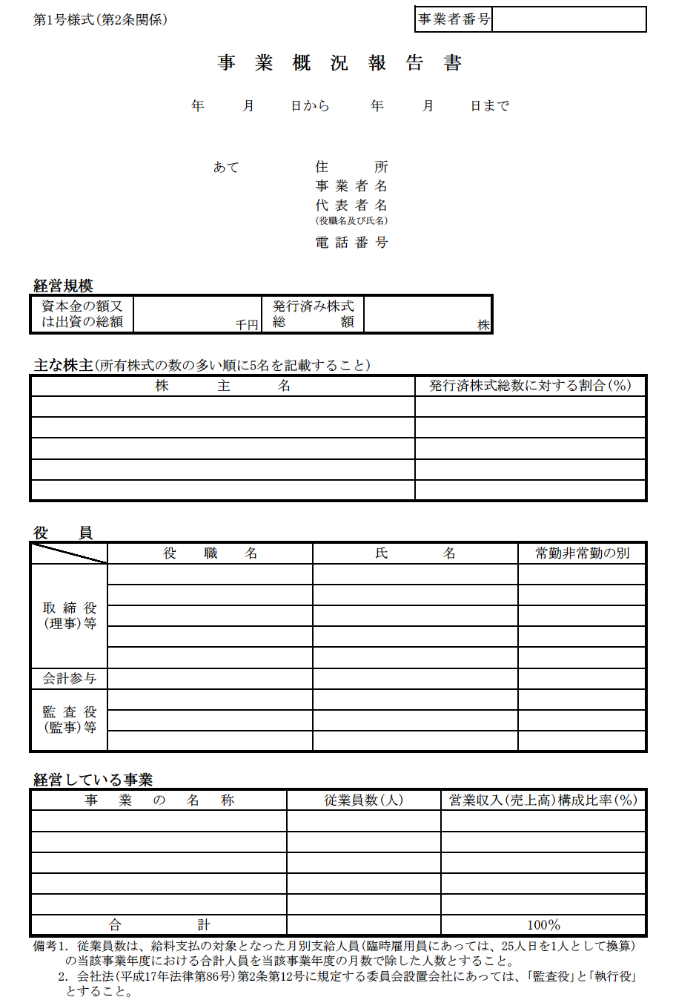 第1号様式(第2条関係)
事業者番号
事業概況報告書
年　月　日から　年　月　日まで
あて
住所
事業者名
代表者名
(役職名及び氏名)
電話番号
経営規模
資本金の額又
は出資の総額
千円
発行済み株式
総額
株
主な株主(所有株式の数の多い順に5名を記載すること)
株主名　発行済株式総数に対する割合(%)
役員
役職名　氏名　常勤非常勤の別
取締役
(理事)等
会計参与
監査役
(監事)等
経営している事業
事業の名称　従業員数(人)　営業収入(売上高)構成比率(%)
合計　100%
備考1．従業員数は、給料支払の対象となった月別支給人員(臨時雇用員にあっては、25人日を1人として換算)
の当該事業年度における合計人員を当該事業年度の月数で除した人数とすること。
2．会社法(平成17年法律第86号)第2条第12号に規定する委員会設置会社にあっては、「監査役」と「執行役」
とすること。